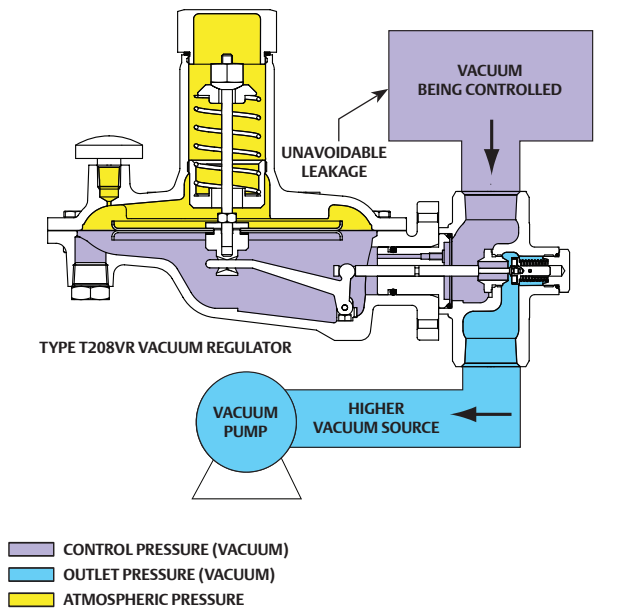 VACUUM
BEING CONTROLLED
UNAVOIDABLE
LEAKAGE
TYPE T208VR VACUUM REGULATOR
VACUUM
PUMP
HIGHER
VACUUM SOURCE
CONTROL PRESSURE (VACUUM)
OUTLET PRESSURE (VACUUM)
ATMOSPHERIC PRESSURE